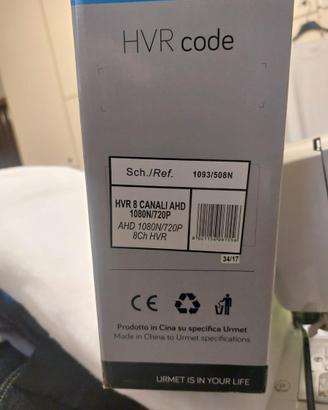 HVR code
Sch./Ref. 1093/508N
HVR 8 CANALI AHD
1080N/720P
AHD 1080N/720P
8Ch HVR
34/17
CE
Prodotto in Cina su specifica Urmet
Made in China to Urmet specifications
URMET IS IN YOUR LIFE